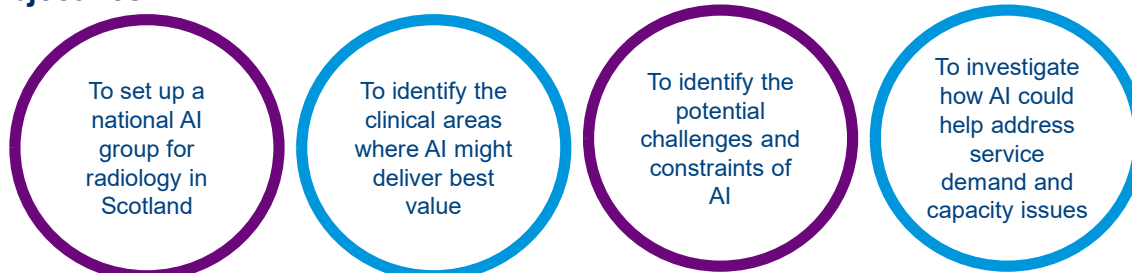 To set up a
national AI
group for
radiology in
Scotland
To identify the
clinical areas
where AI might
deliver best
value
To identify the
potential
challenges and
constraints of
AI
To investigate
how AI could
help address
service
demand and
capacity issues